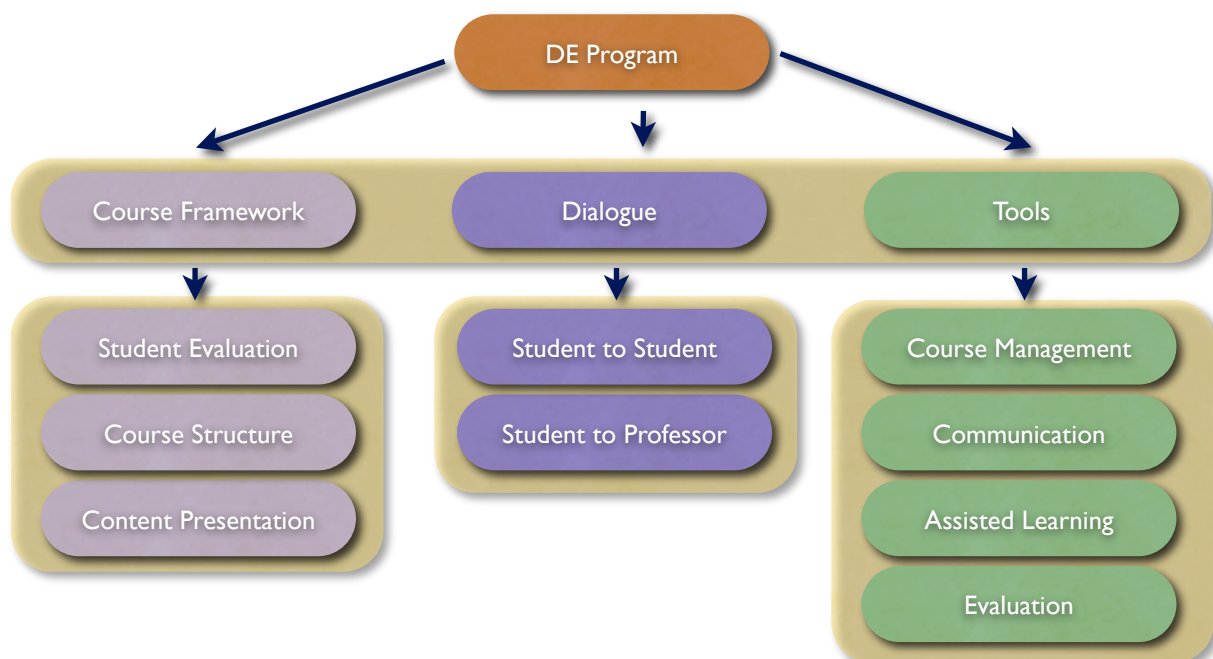 DE Program
Course Framework
Dialogue
Tools
Student Evaluation
Course Structure
Content Presentation
Student to Student
Student to Professor
Course Management
Communication
Assisted Learning
Evaluation